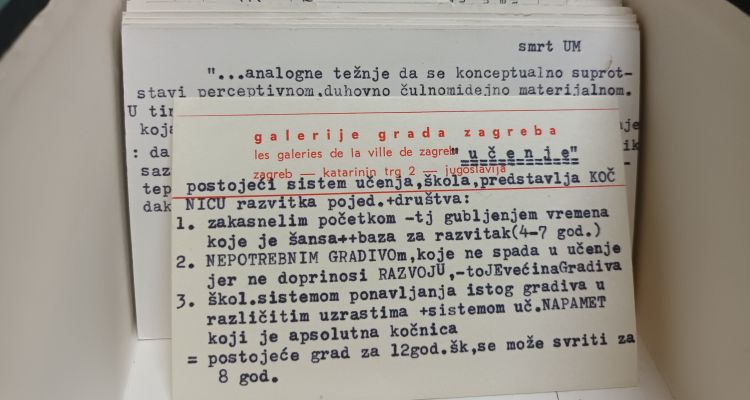 smrt UM
"...analogne težnje da se konceptualno suprot-
stavi perceptivnom.duhovno čulnomidejno materijalnom.
U tir
koja
: da
saz
tep
dak
galerije grada zagreba
les galeries de la ville de zagreb
"učenje"
zagreb — katarinin trg 2 — jugoslavija
postojeći sistem učenja,škola,predstavlja KOČ
NICU razvitka pojed.+društva:
1. zakasnelim početkom -tj gubljenjem vremena
koje je šansa++baza za razvitak(4-7 god.)
2. NEPOTREBNIM GRADIVOm,koje ne spada u učenje
jer ne doprinosi RAZVOJU,-toJEvećinaGradiva
3. škol.sistemom ponavljanja istog gradiva u
različitim uzrastima +sistemom uč.NAPAMET
koji je apsolutna kočnica
= postojeće grad za 12god.šk,se može svriti za
8 god.